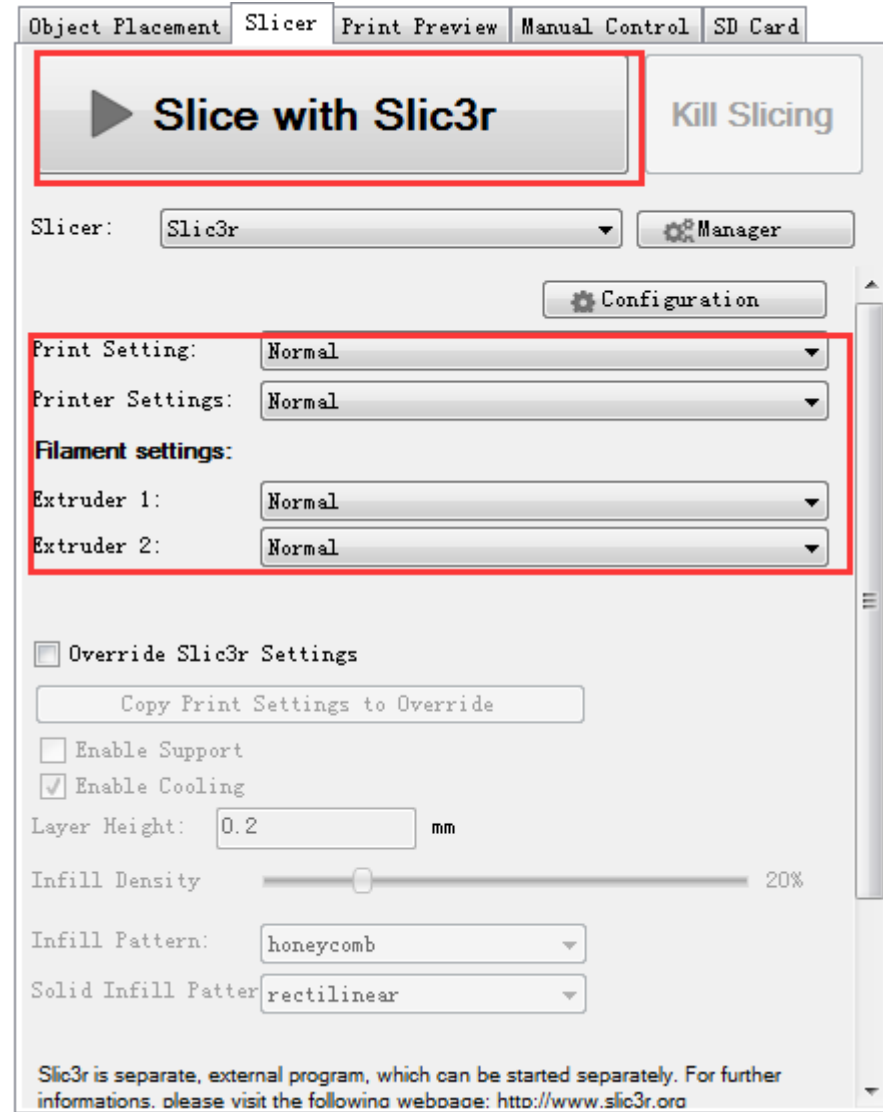 Object Placement Slicer Print Preview Manual Control SD Card
Slice with Slic3r Kill Slicing
Slicer: Slic3r Manager
Configuration
Print Setting: Normal
Printer Settings: Normal
Filament settings:
Extruder 1: Normal
Extruder 2: Normal
Override Slic3r Settings
Copy Print Settings to Override
Enable Support
Enable Cooling
Layer Height: 0.2 mm
Infill Density 20%
Infill Pattern: honeycomb
Solid Infill Patter rectilinear
Slic3r is separate, external program, which can be started separately. For further
informations, please visit the following webpage: http://www.slic3r.org